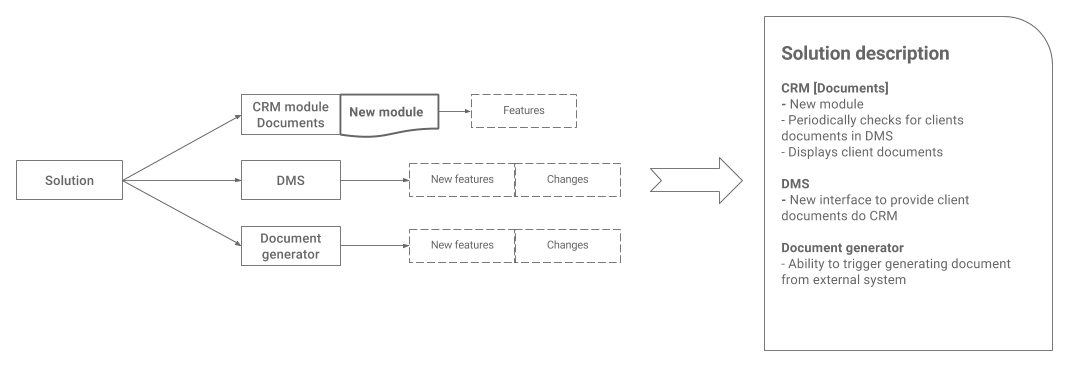 Solution
CRM module
Documents
New module
Features
DMS
New features
Changes
Document
generator
New features
Changes
Solution description
CRM [Documents]
- New module
- Periodically checks for clients
documents in DMS
- Displays client documents
DMS
- New interface to provide client
documents do CRM
Document generator
- Ability to trigger generating document
from external system